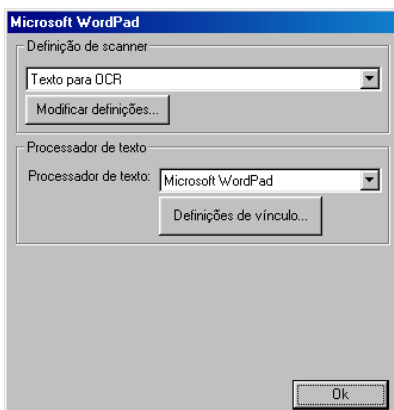 Microsoft WordPad
Definição de scanner
Texto para OCR
Modificar definições...
Processador de texto
Processador de texto: Microsoft WordPad
Definições de vínculo...
Ok